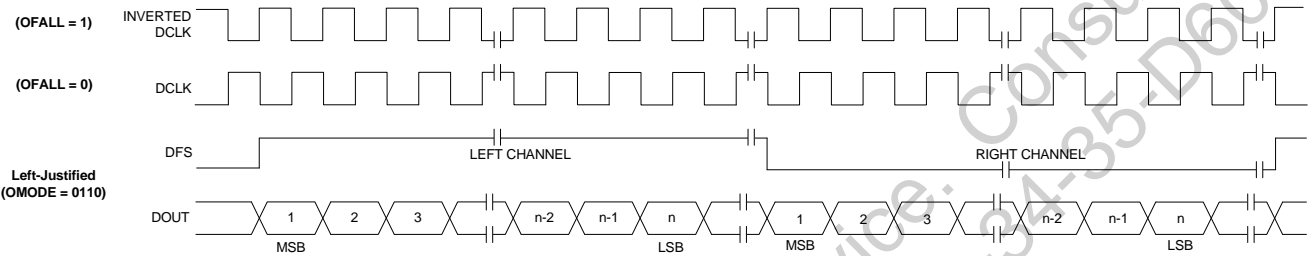 (OFALL = 1)
INVERTED
DCLK
(OFALL = 0)
DCLK
DFS
LEFT CHANNEL
RIGHT CHANNEL
Left-Justified
(OMODE = 0110)
DOUT
1 2 3 n-2 n-1 n 1 2 3 n-2 n-1 n
MSB LSB MSB LSB